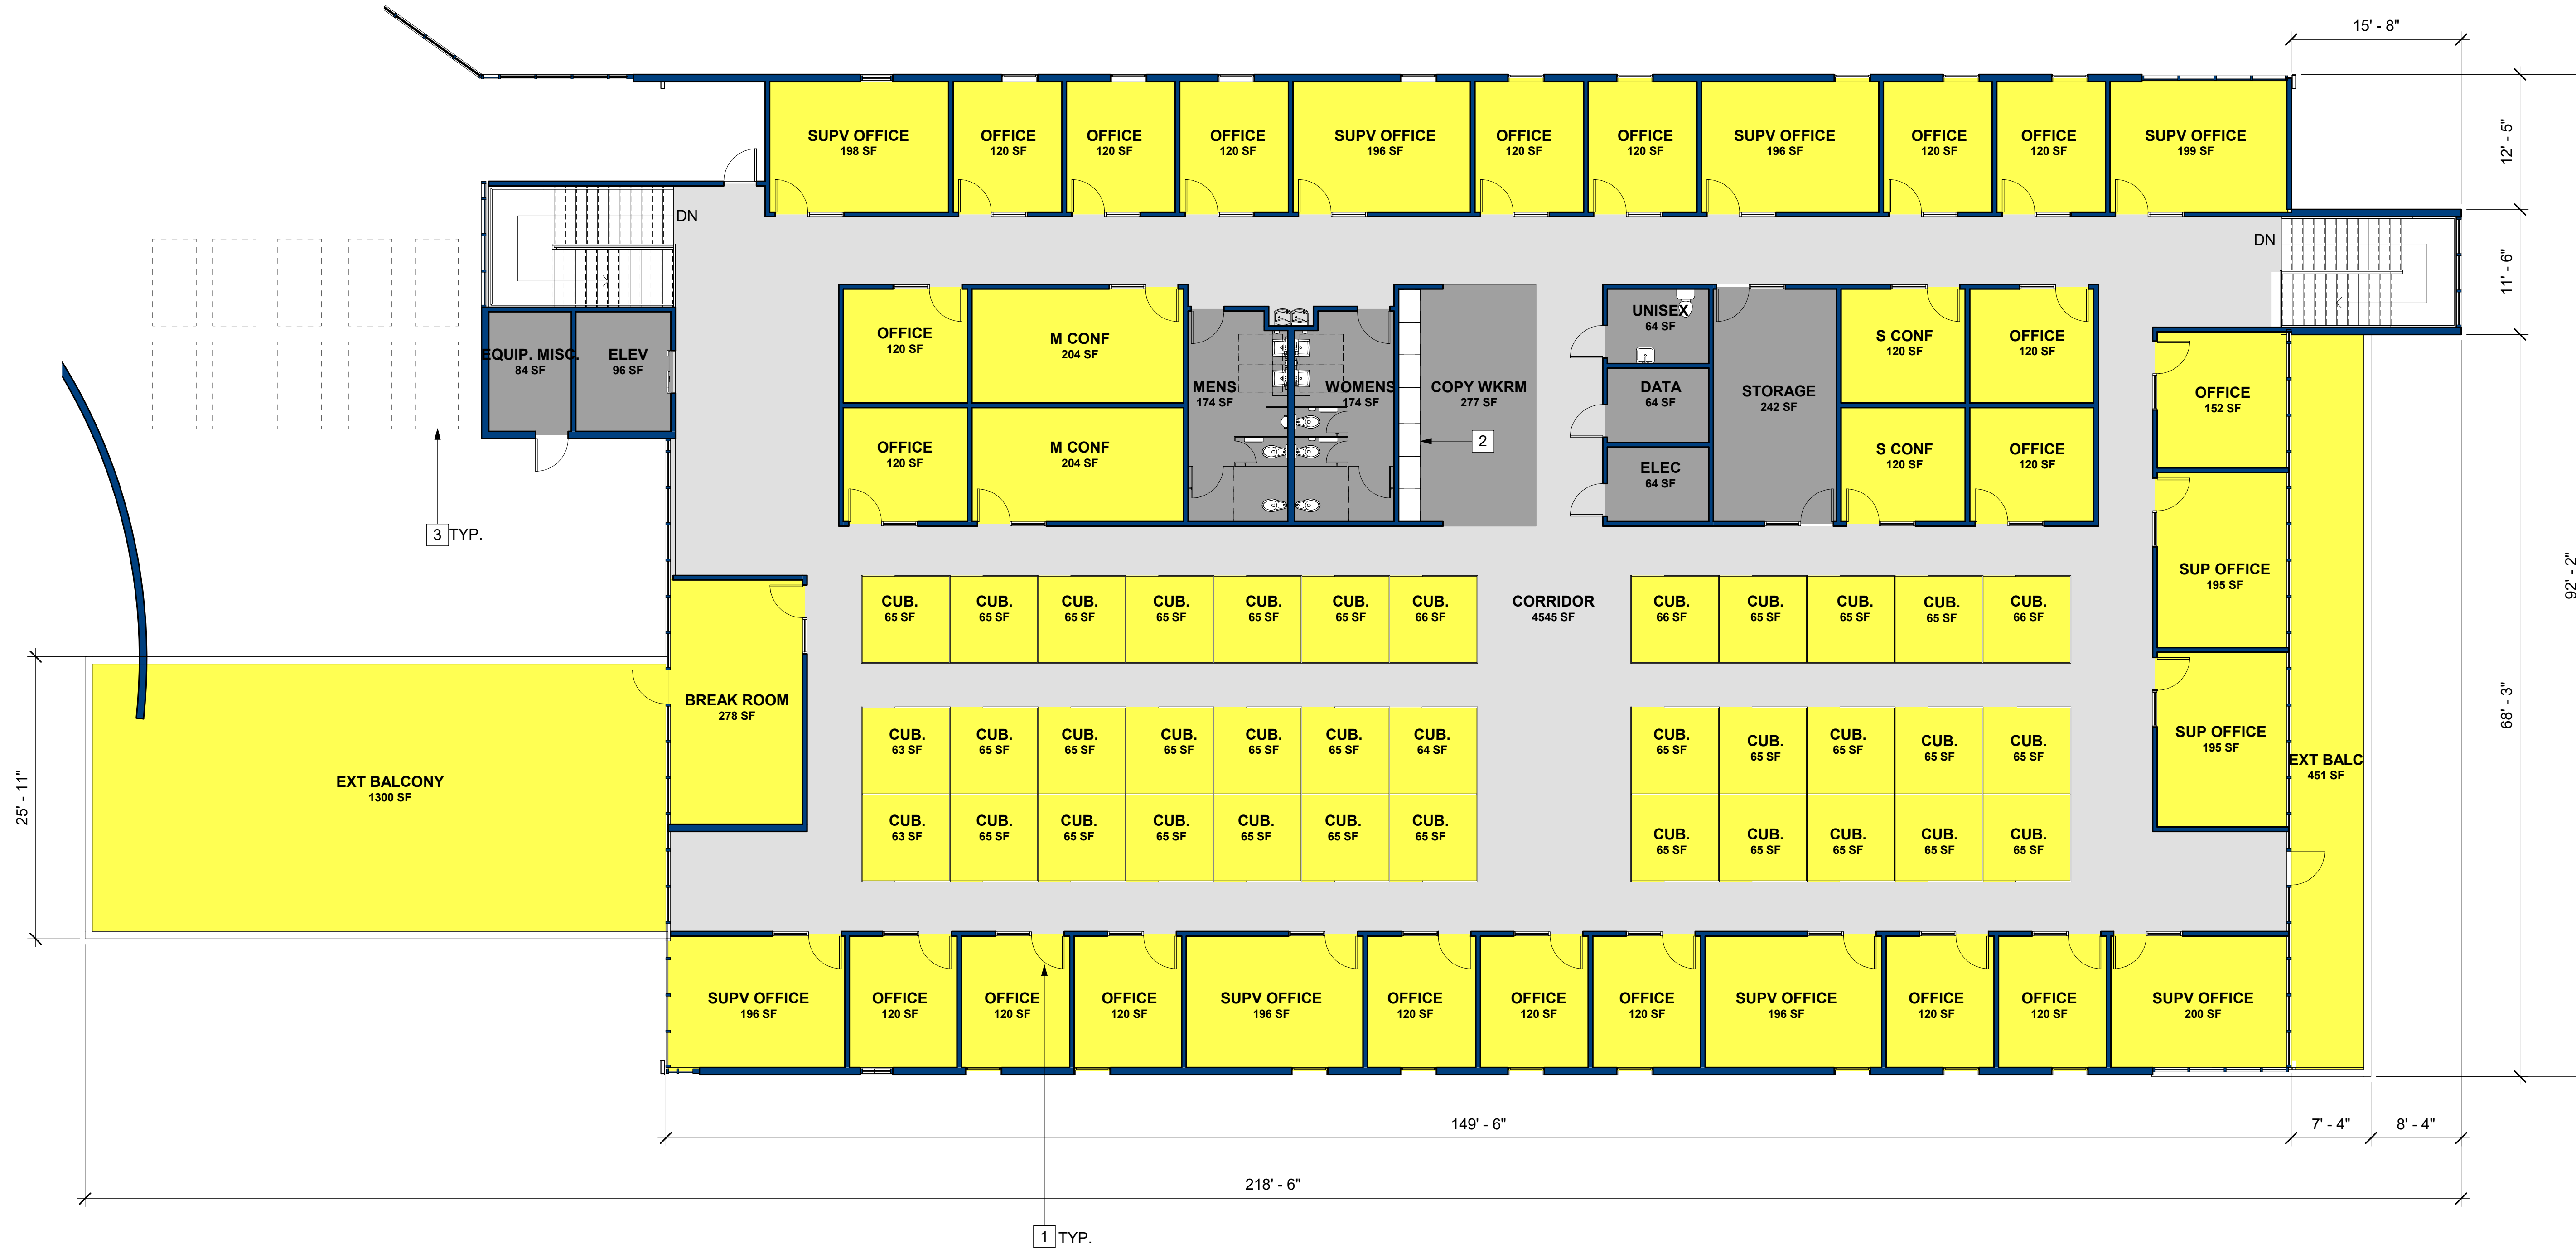 15' - 8"
SUPV OFFICE
198 SF
OFFICE
120 SF
OFFICE
120 SF
OFFICE
120 SF
SUPV OFFICE
196 SF
OFFICE
120 SF
OFFICE
120 SF
SUPV OFFICE
196 SF
OFFICE
120 SF
OFFICE
120 SF
SUPV OFFICE
199 SF
12' - 5"
DN
DN
11' - 6"
EQUIP. MISC.
84 SF
ELEV
96 SF
OFFICE
120 SF
M CONF
204 SF
MENS
174 SF
WOMENS
174 SF
COPY WKRM
277 SF
UNISEX
64 SF
DATA
64 SF
ELEC
64 SF
STORAGE
242 SF
S CONF
120 SF
OFFICE
120 SF
OFFICE
152 SF
OFFICE
120 SF
M CONF
204 SF
2
S CONF
120 SF
OFFICE
120 SF
3 TYP.
SUP OFFICE
195 SF
92' - 2"
CUB.
65 SF
CUB.
65 SF
CUB.
65 SF
CUB.
65 SF
CUB.
65 SF
CUB.
65 SF
CUB.
66 SF
CORRIDOR
4545 SF
CUB.
66 SF
CUB.
65 SF
CUB.
65 SF
CUB.
65 SF
CUB.
66 SF
BREAK ROOM
278 SF
68' - 3"
CUB.
63 SF
CUB.
65 SF
CUB.
65 SF
CUB.
65 SF
CUB.
65 SF
CUB.
65 SF
CUB.
64 SF
CUB.
65 SF
CUB.
65 SF
CUB.
65 SF
CUB.
65 SF
CUB.
65 SF
SUP OFFICE
195 SF
EXT BALC
451 SF
25' - 11"
EXT BALCONY
1300 SF
CUB.
63 SF
CUB.
65 SF
CUB.
65 SF
CUB.
65 SF
CUB.
65 SF
CUB.
65 SF
CUB.
65 SF
CUB.
65 SF
CUB.
65 SF
CUB.
65 SF
CUB.
65 SF
CUB.
65 SF
SUPV OFFICE
196 SF
OFFICE
120 SF
OFFICE
120 SF
OFFICE
120 SF
SUPV OFFICE
196 SF
OFFICE
120 SF
OFFICE
120 SF
OFFICE
120 SF
SUPV OFFICE
196 SF
OFFICE
120 SF
OFFICE
120 SF
SUPV OFFICE
200 SF
149' - 6"
7' - 4"
8' - 4"
218' - 6"
1 TYP.